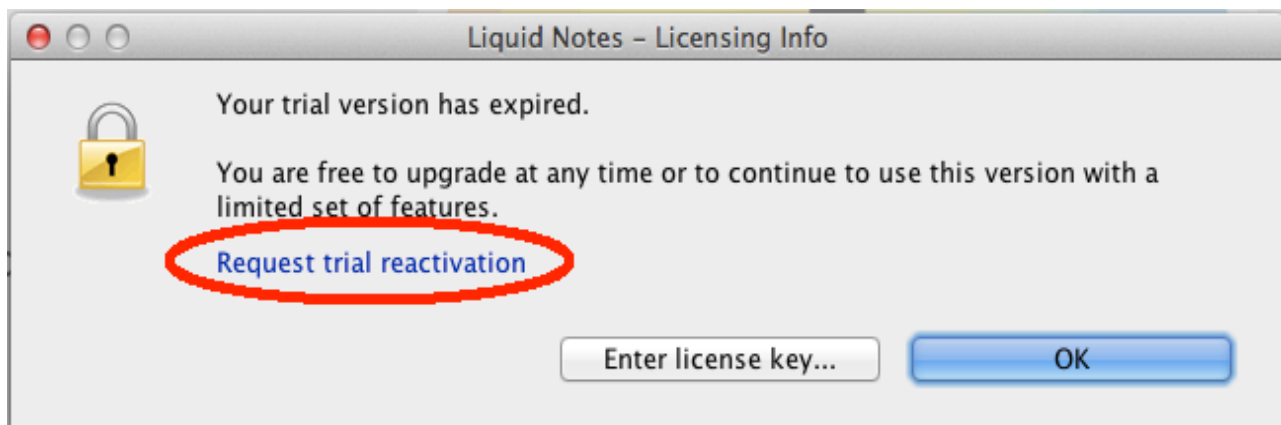 Liquid Notes – Licensing Info
Your trial version has expired.
You are free to upgrade at any time or to continue to use this version with a
limited set of features.
Request trial reactivation
Enter license key...
OK